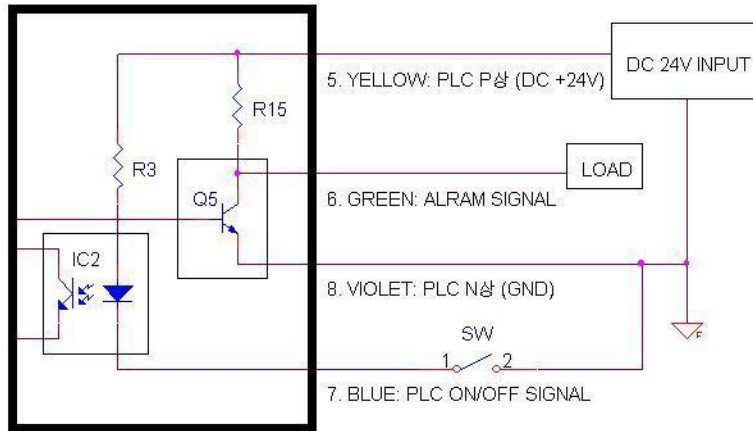 DC 24V INPUT
5. YELLOW: PLC P상 (DC +24V)
R15
R3
LOAD
Q5
6. GREEN: ALRAM SIGNAL
IC2
8. VIOLET: PLC N상 (GND)
SW
1 2
7. BLUE: PLC ON/OFF SIGNAL